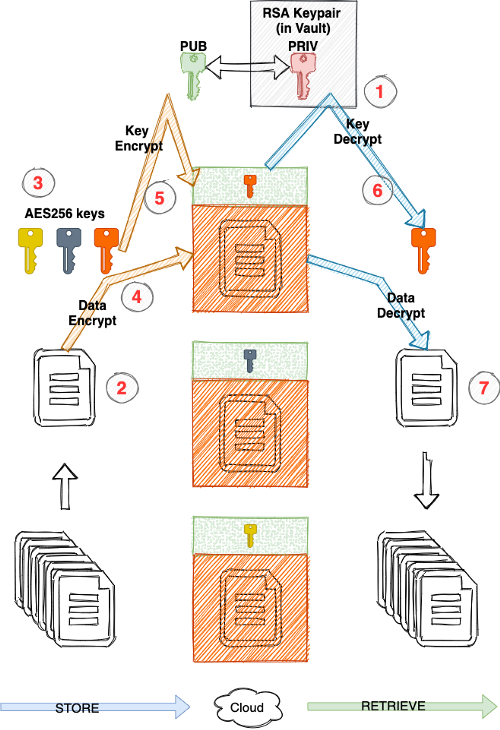 RSA Keypair
(in Vault)
PUB
PRIV
1
Key
Encrypt
Key
Decrypt
3
5
6
AES256 keys
4
Data
Encrypt
Data
Decrypt
2
7
STORE
Cloud
RETRIEVE